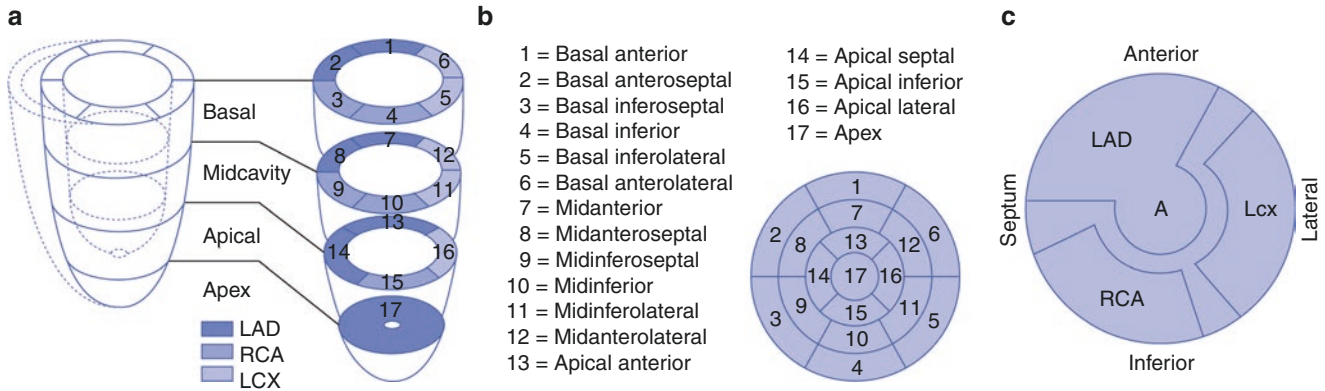 a
1
2
6
3
5
4
Basal
7
8
12
9
11
10
Midcavity
13
14
16
15
Apical
17
Apex
LAD
RCA
LCX
b
1 = Basal anterior
2 = Basal anteroseptal
3 = Basal inferoseptal
4 = Basal inferior
5 = Basal inferolateral
6 = Basal anterolateral
7 = Midanterior
8 = Midanteroseptal
9 = Midinferoseptal
10 = Midinferior
11 = Midinferolateral
12 = Midanterolateral
13 = Apical anterior
14 = Apical septal
15 = Apical inferior
16 = Apical lateral
17 = Apex
1
7
2
8
13
12
6
14
17
16
3
9
15
11
5
10
4
c
Anterior
LAD
Septum
A
Lcx
Lateral
RCA
Inferior